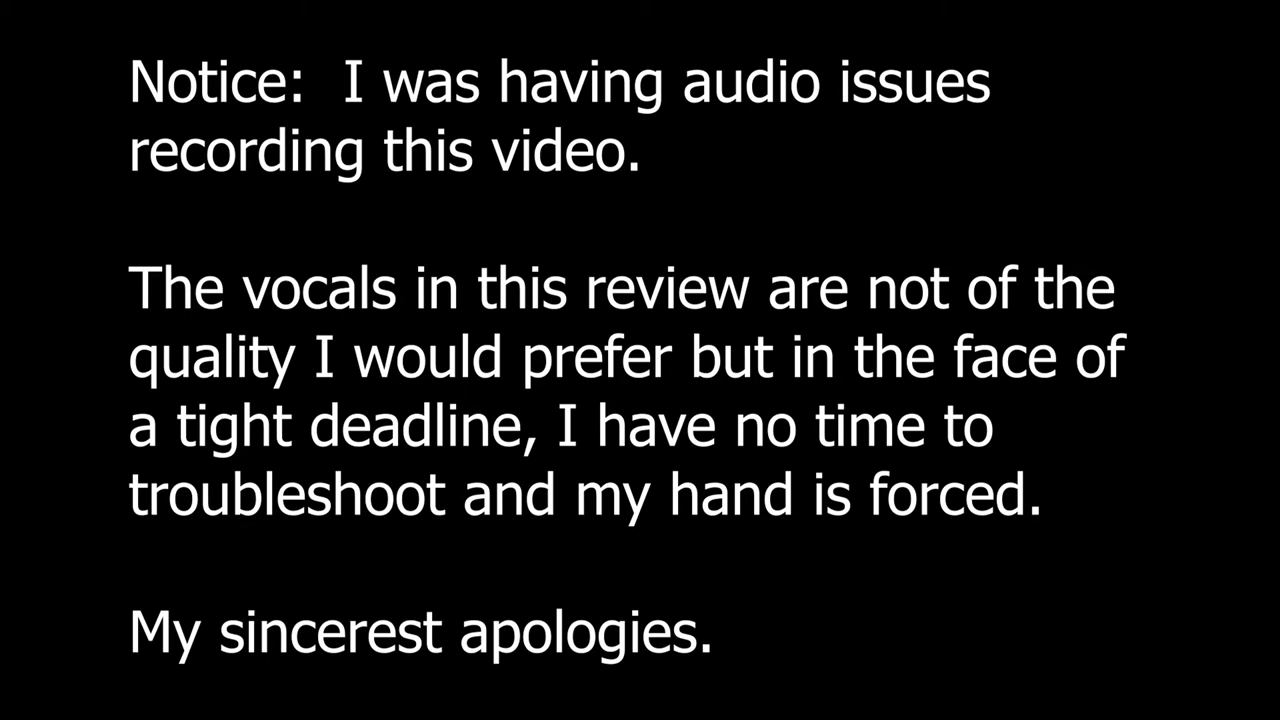 Notice:  I was having audio issues
recording this video.
The vocals in this review are not of the
quality I would prefer but in the face of
a tight deadline, I have no time to
troubleshoot and my hand is forced.
My sincerest apologies.